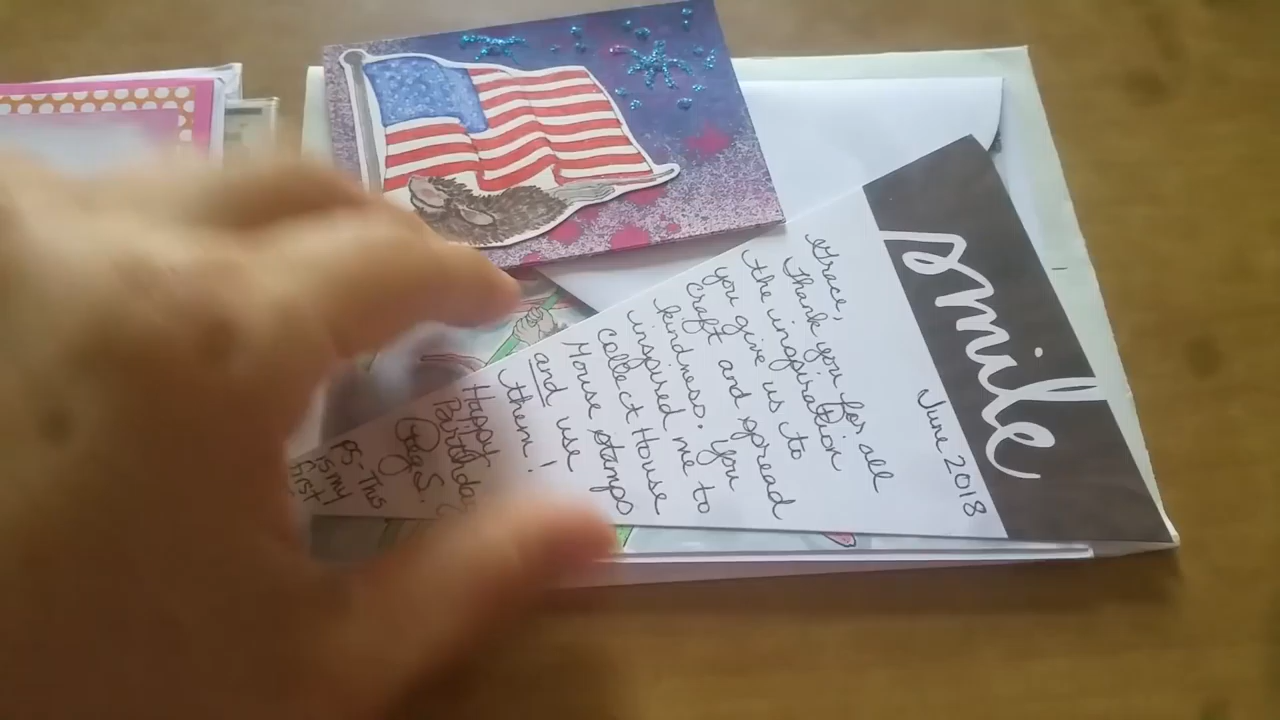 smile
June 2018
Grace,
Thank you for all
the inspiration
you give us to
craft and spread
kindness. You
inspired me to
collect House
Mouse stamps
and use
them!
Happy
Birthday
PS-This
is my
first